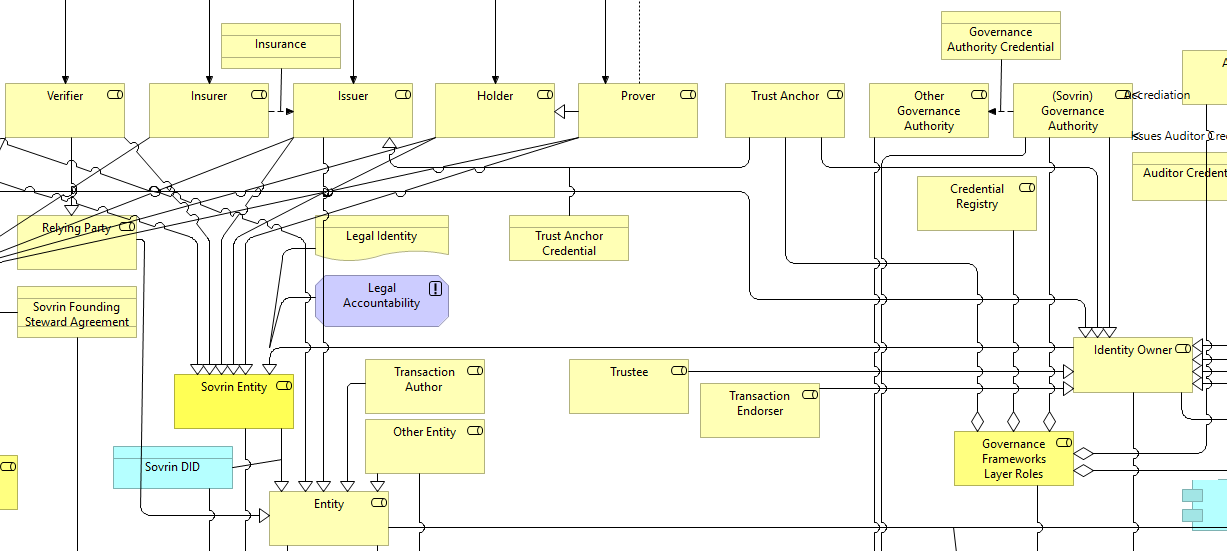 Insurance
Governance
Authority Credential
Verifier
Insurer
Issuer
Holder
Prover
Trust Anchor
Other
Governance
Authority
(Sovrin)
Governance
Authority
Accrediation
Issues Auditor Cre
Auditor Credent
Credential
Registry
Relying Party
Legal Identity
Trust Anchor
Credential
Legal
Accountability
Sovrin Founding
Steward Agreement
Identity Owner
Sovrin Entity
Transaction
Author
Trustee
Transaction
Endorser
Other Entity
Governance
Frameworks
Layer Roles
Sovrin DID
Entity